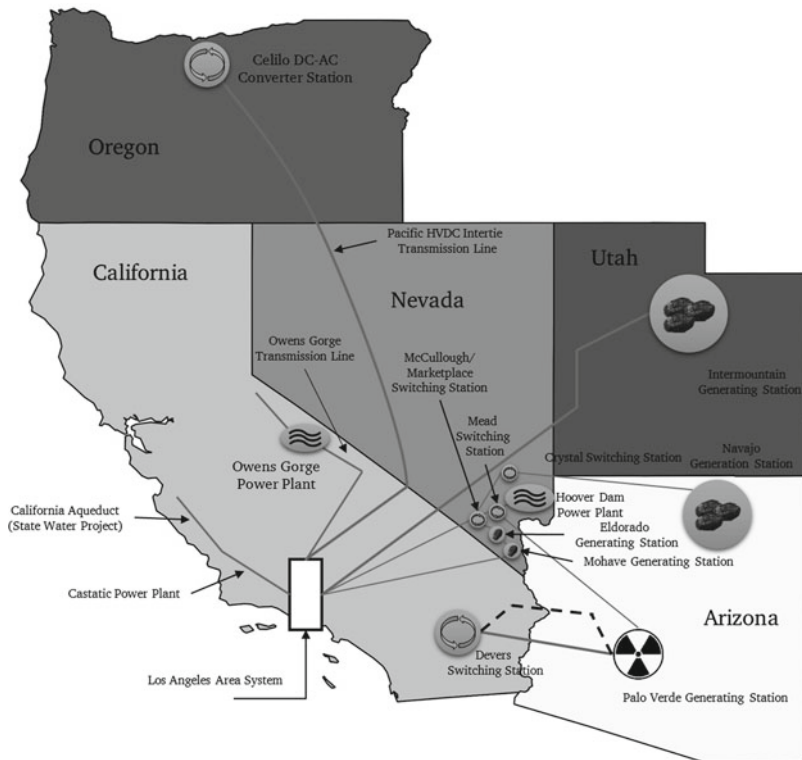 Celilo DC-AC
Converter Station
Oregon
Pacific HVDC Intertie
Transmission Line
California
Utah
Nevada
Owens Gorge
Transmission Line
McCullough/
Marketplace
Switching Station
Intermountain
Generating Station
Mead
Switching
Station
Crystal Switching Station
Navajo
Generation Station
Owens Gorge
Power Plant
Hoover Dam
Power Plant
California Aqueduct
(State Water Project)
Eldorado
Generating Station
Mohave Generating Station
Castatic Power Plant
Arizona
Devers
Switching Station
Los Angeles Area System
Palo Verde Generating Station